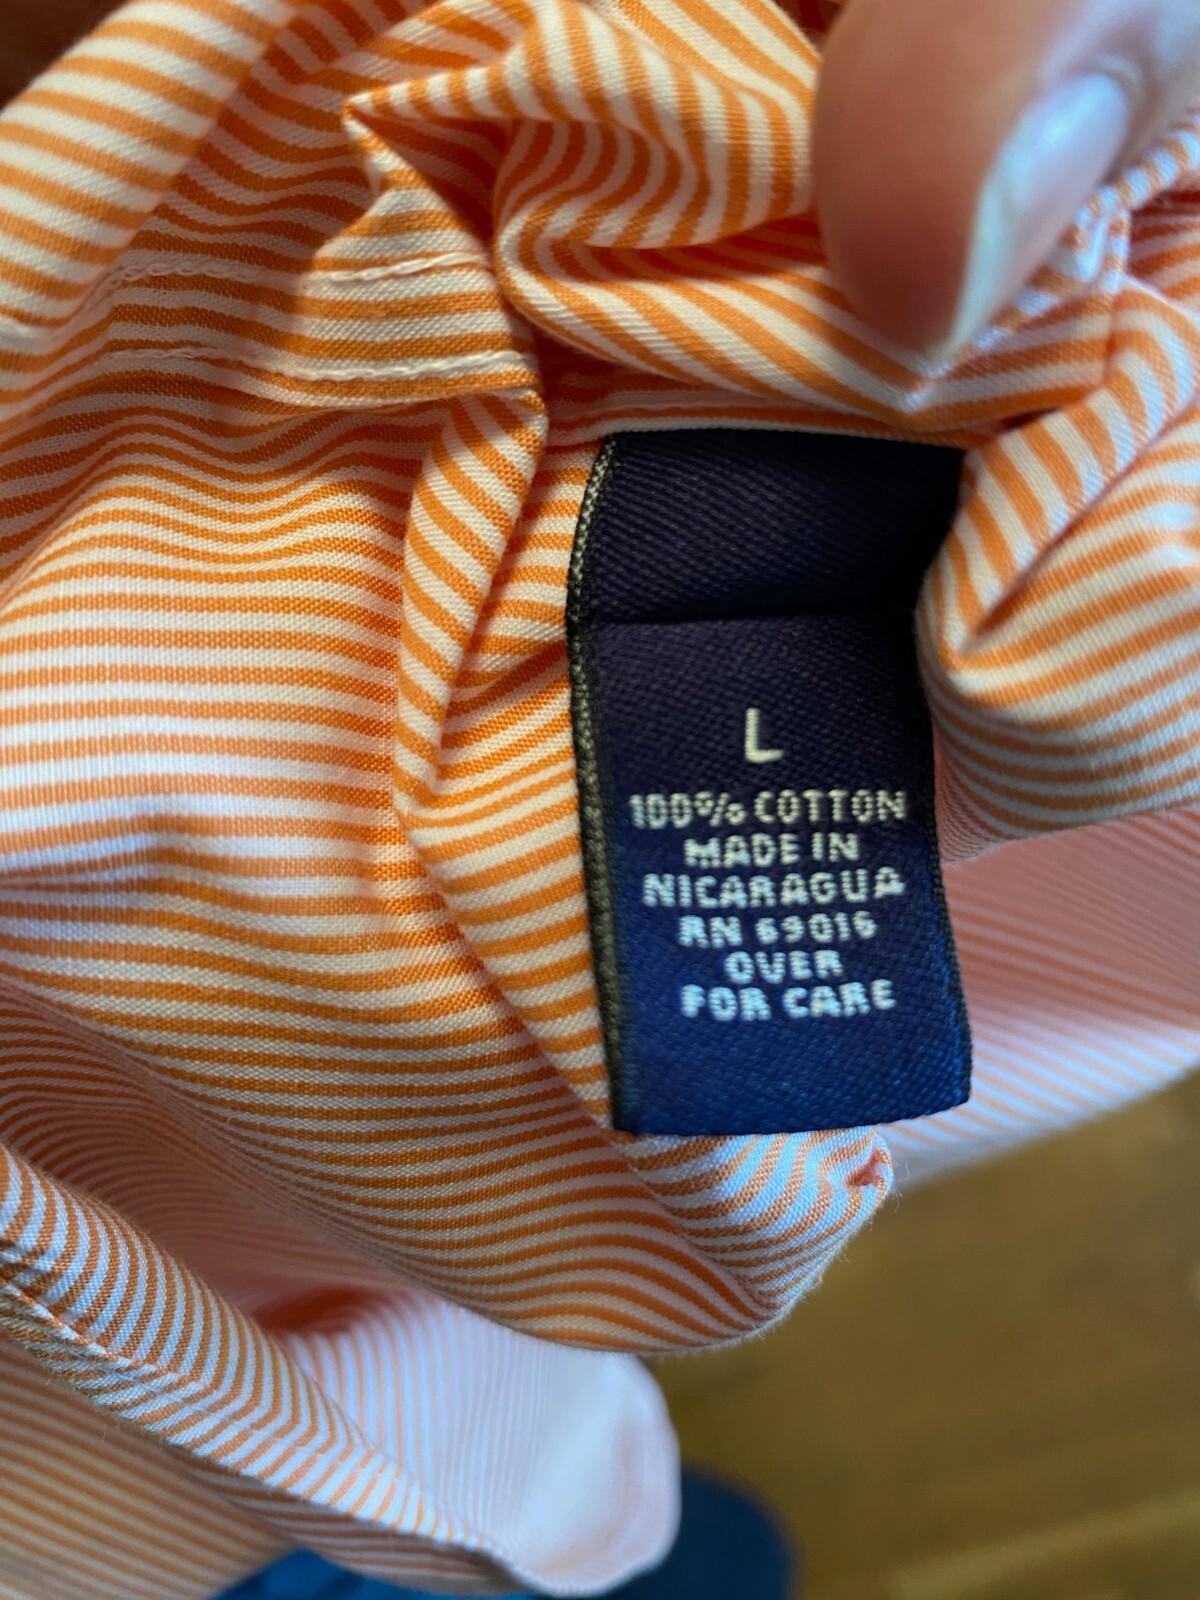 L
100% COTTON
MADE IN
NICARAGUA
RN 69016
OVER
FOR CARE